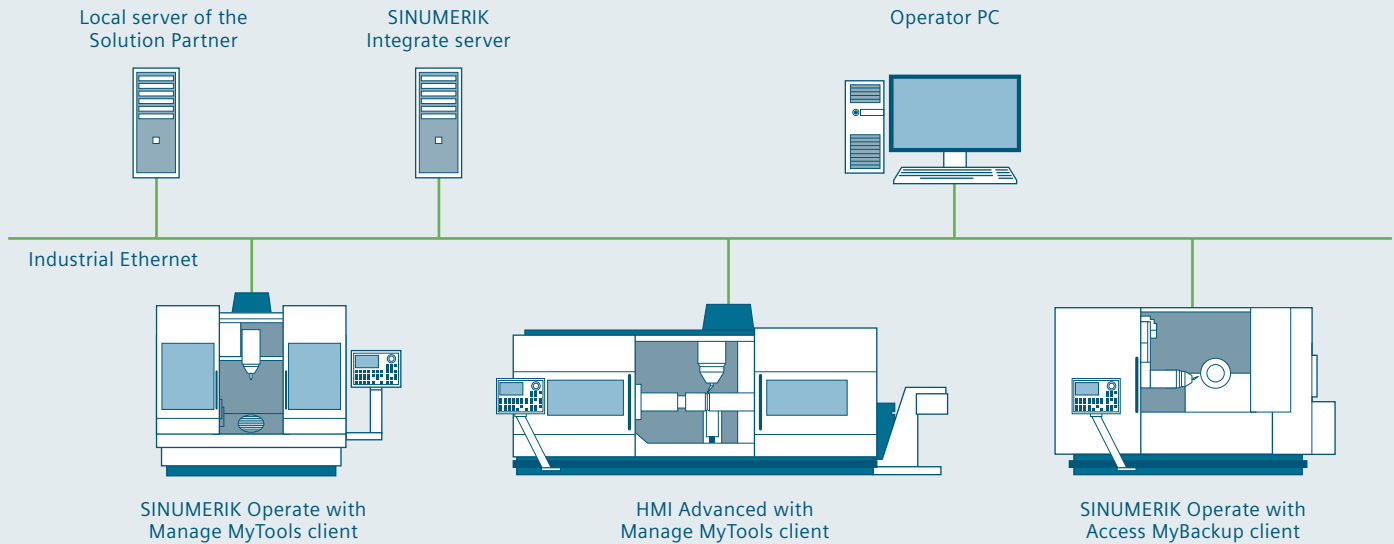 Local server of the
Solution Partner
SINUMERIK
Integrate server
Operator PC
Industrial Ethernet
SINUMERIK Operate with
Manage MyTools client
HMI Advanced with
Manage MyTools client
SINUMERIK Operate with
Access MyBackup client